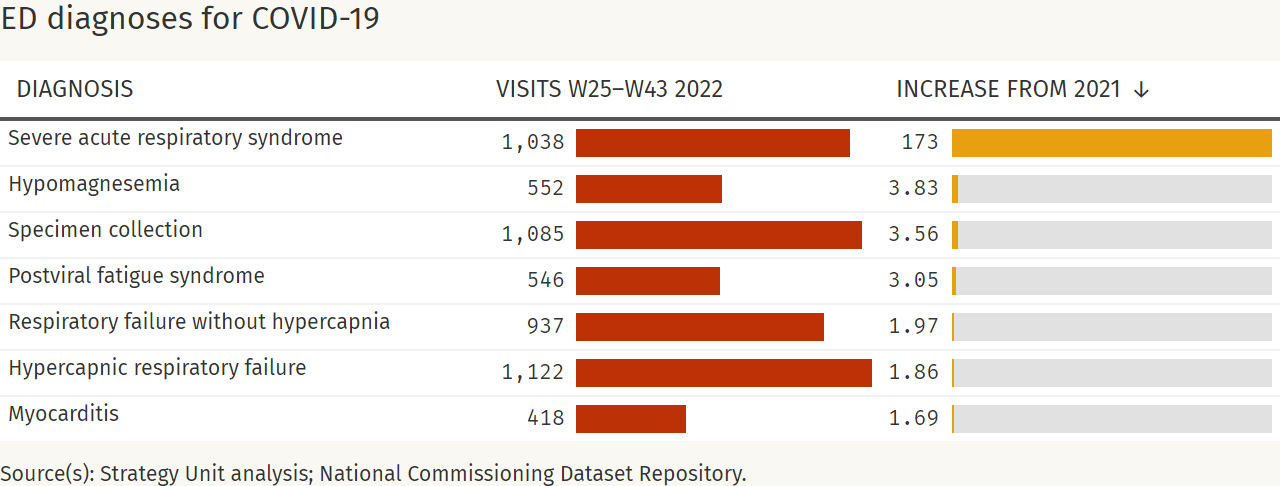 ED diagnoses for COVID-19
DIAGNOSIS VISITS W25–W43 2022 INCREASE FROM 2021 ↓
Severe acute respiratory syndrome 1,038 173
Hypomagnesemia 552 3.83
Specimen collection 1,085 3.56
Postviral fatigue syndrome 546 3.05
Respiratory failure without hypercapnia 937 1.97
Hypercapnic respiratory failure 1,122 1.86
Myocarditis 418 1.69
Source(s): Strategy Unit analysis; National Commissioning Dataset Repository.